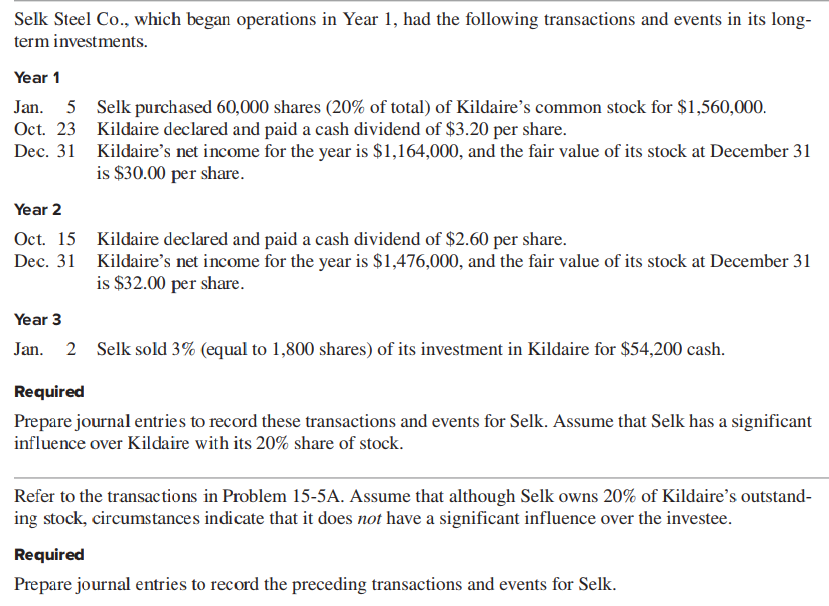 Selk Steel Co., which began operations in Year 1, had the following transactions and events in its long-
term investments.
Year 1
Jan. 5 Selk purchased 60,000 shares (20% of total) of Kildaire's common stock for $1,560,000.
Oct. 23 Kildaire declared and paid a cash dividend of $3.20 per share.
Dec. 31 Kildaire's net income for the year is $1,164,000, and the fair value of its stock at December 31
is $30.00 per share.
Year 2
Oct. 15 Kildaire declared and paid a cash dividend of $2.60 per share.
Dec. 31 Kildaire's net income for the year is $1,476,000, and the fair value of its stock at December 31
is $32.00 per share.
Year 3
Jan. 2 Selk sold 3% (equal to 1,800 shares) of its investment in Kildaire for $54,200 cash.
Required
Prepare journal entries to record these transactions and events for Selk. Assume that Selk has a significant
influence over Kildaire with its 20% share of stock.
Refer to the transactions in Problem 15-5A. Assume that although Selk owns 20% of Kildaire's outstand-
ing stock, circumstances indicate that it does not have a significant influence over the investee.
Required
Prepare journal entries to record the preceding transactions and events for Selk.